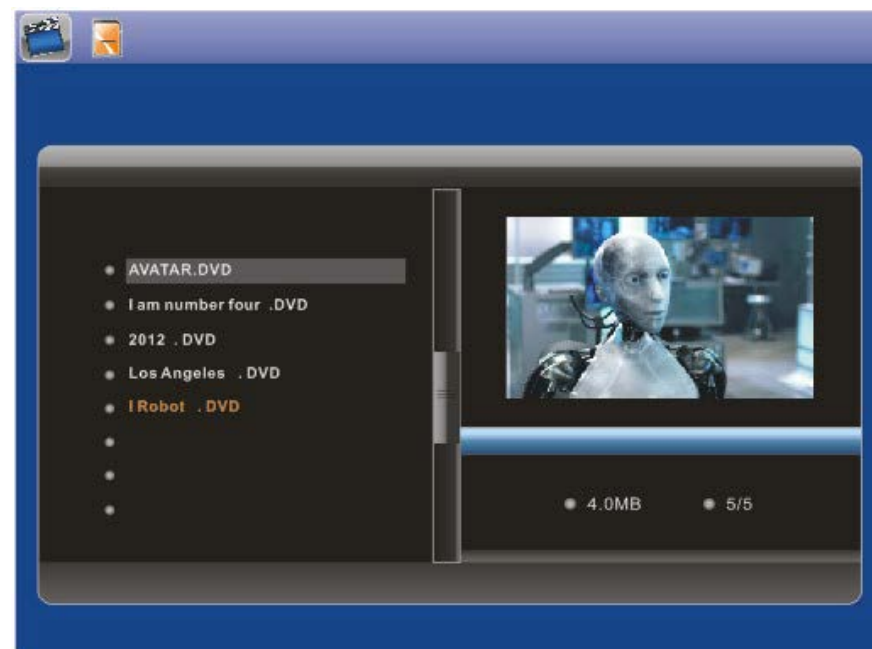 AVATAR.DVD
I am number four .DVD
2012 . DVD
Los Angeles . DVD
I Robot . DVD
4.0MB
5/5